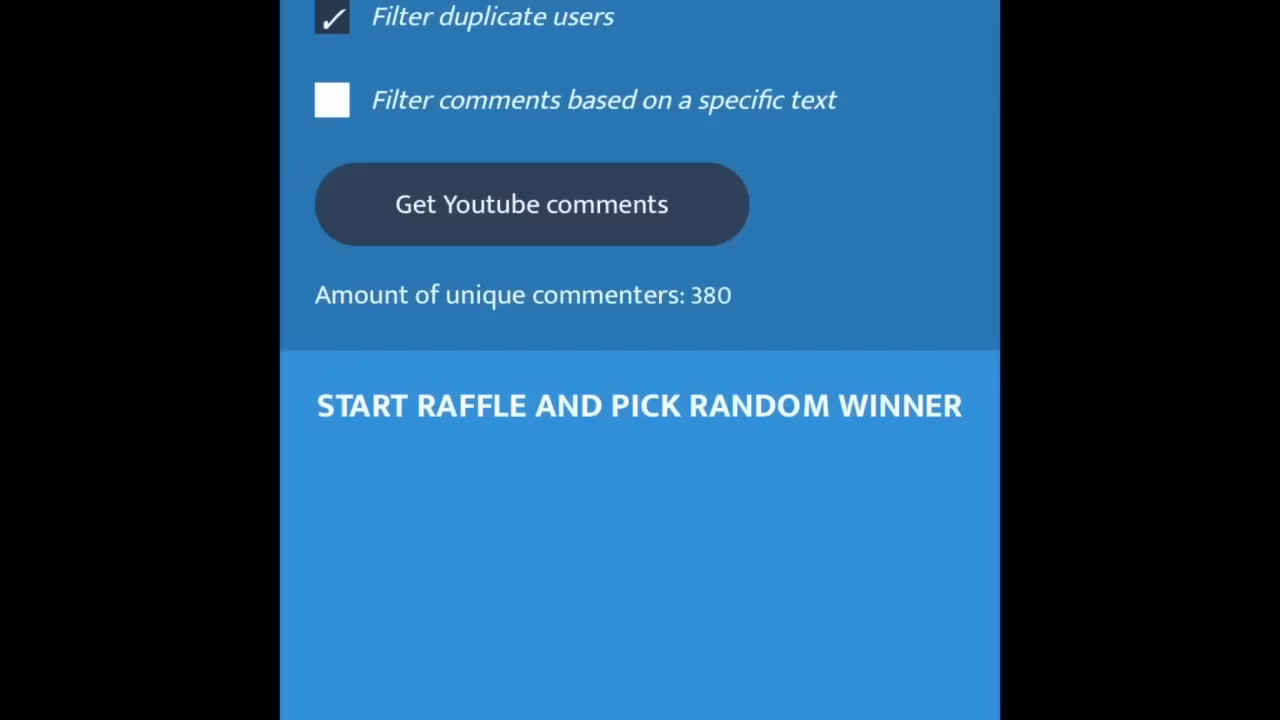 Filter duplicate users
Filter comments based on a specific text
Get Youtube comments
Amount of unique commenters: 380
START RAFFLE AND PICK RANDOM WINNER